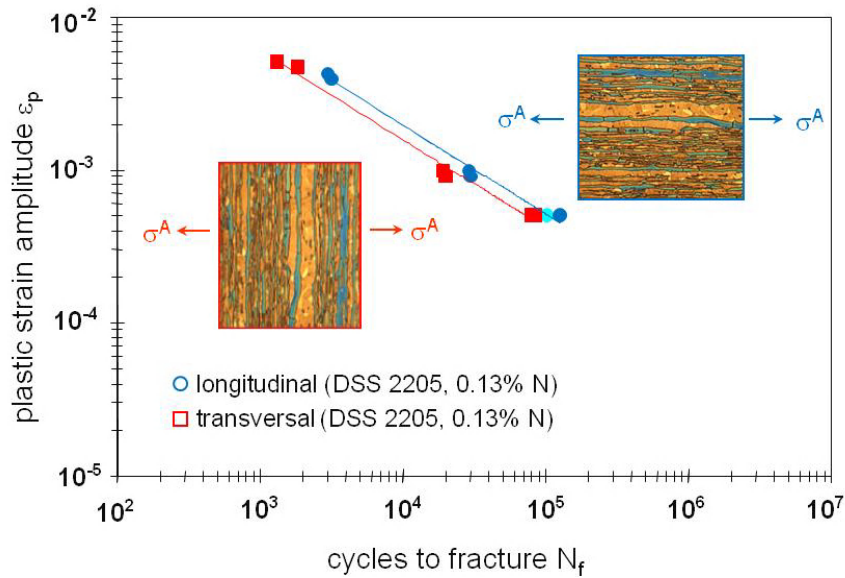 10⁻²
10⁻³
10⁻⁴
10⁻⁵
plastic strain amplitude εₚ
σᴬ σᴬ
σᴬ σᴬ
longitudinal (DSS 2205, 0.13% N)
transversal (DSS 2205, 0.13% N)
10² 10³ 10⁴ 10⁵ 10⁶ 10⁷
cycles to fracture N_f